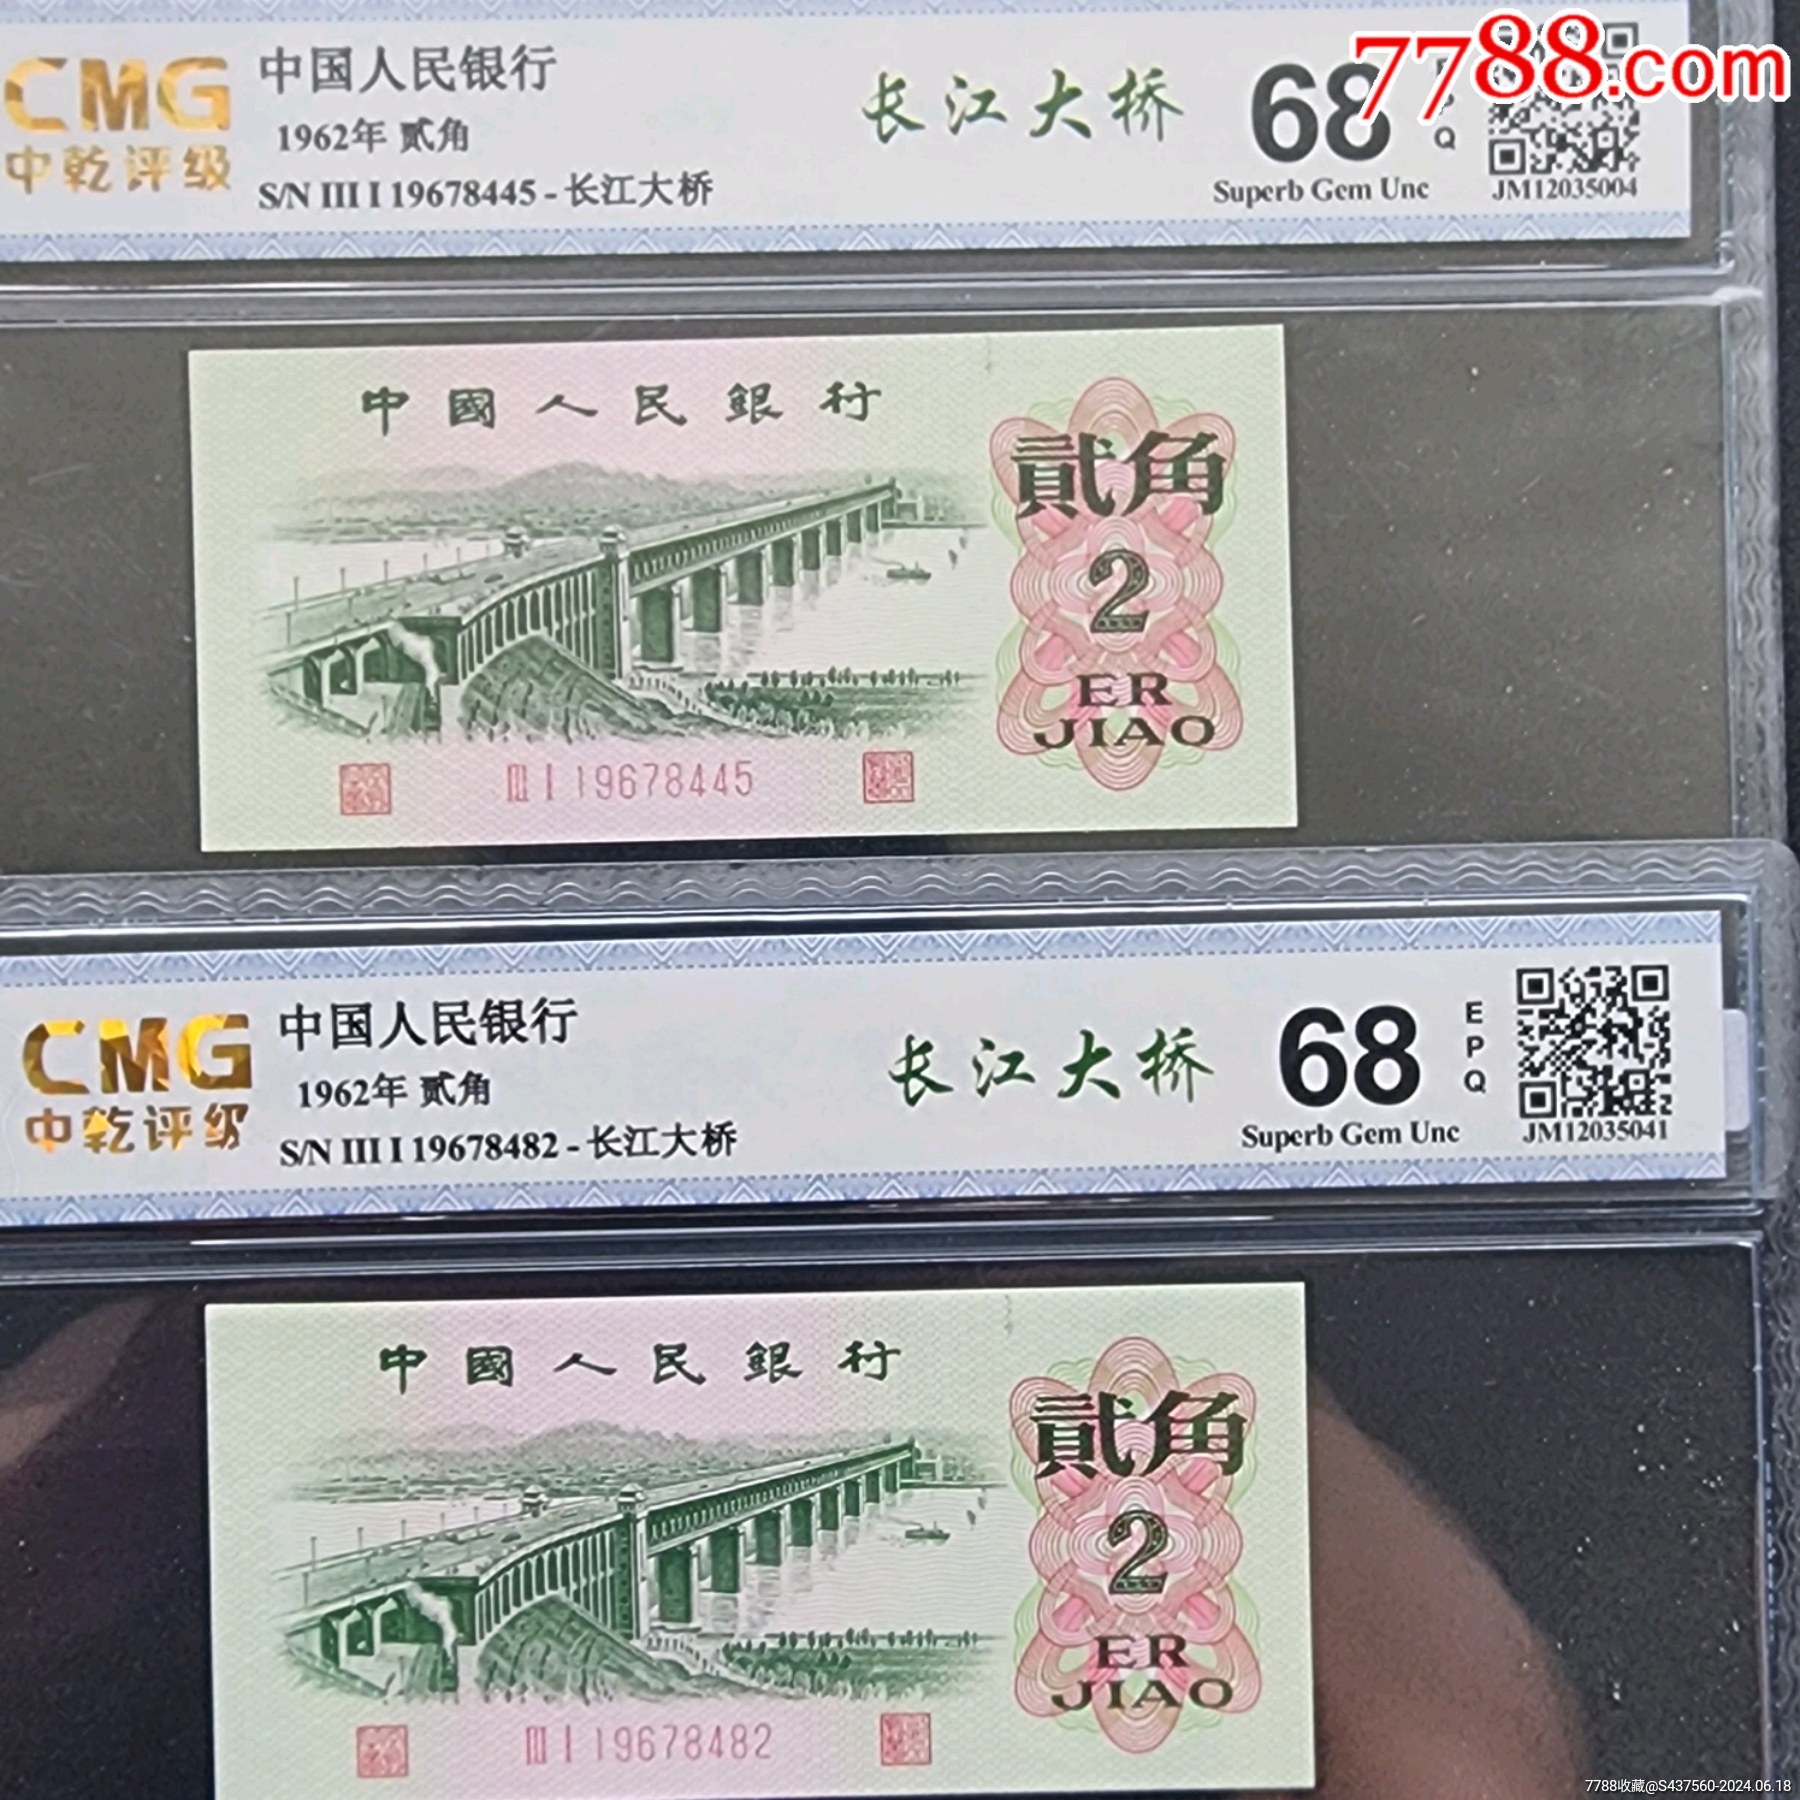 7788.com
CMG
中乾评级
中国人民银行
1962年 贰角
S/N III I 19678445 - 长江大桥
长江大桥
68
Q
Superb Gem Unc
JM12035004
中國人民銀行
貳角
2
ER
JIAO
III I 19678445
CMG
中乾评级
中国人民银行
1962年 贰角
S/N III I 19678482 - 长江大桥
长江大桥
68
EPQ
Superb Gem Unc
JM12035041
中國人民銀行
貳角
2
ER
JIAO
III I 19678482
7788收藏@S437560-2024.06.18